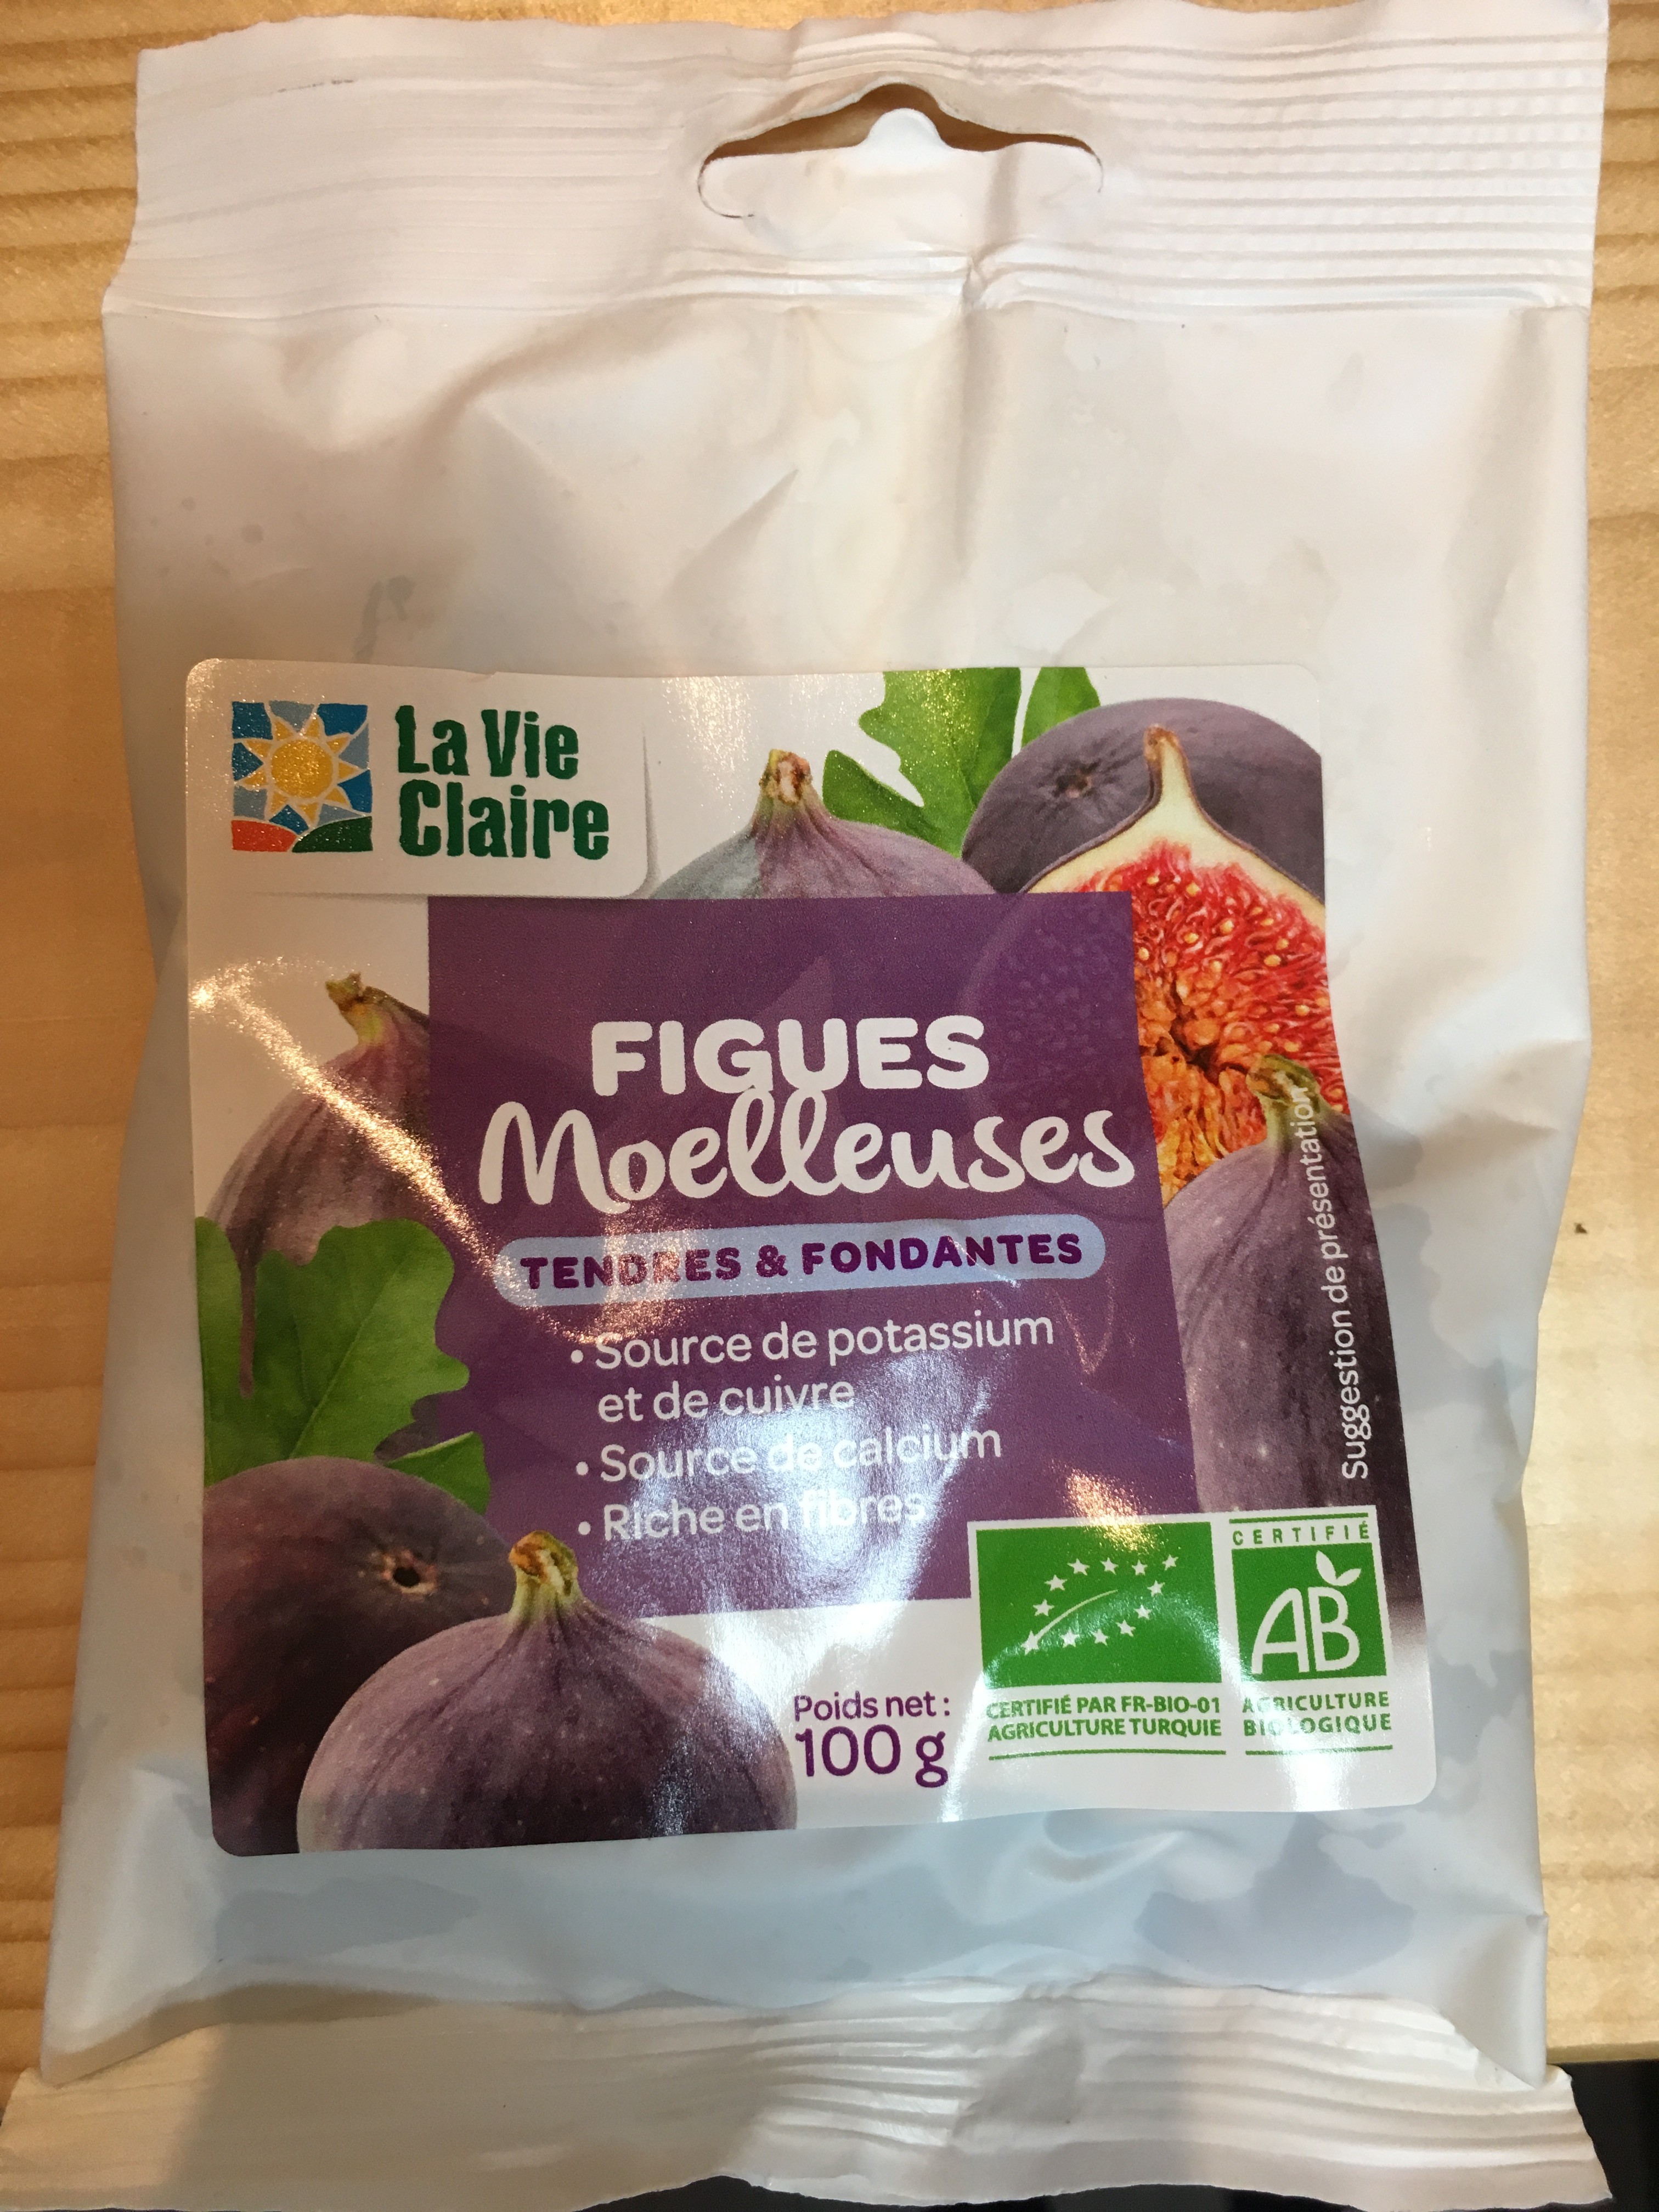 La Vie
Claire
FIGUES
Moelleuses
TENDRES & FONDANTES
• Source de potassium
et de cuivre
• Source de calcium
• Riche en fibres
Suggestion de présentation
Poids net :
100 g
CERTIFIÉ PAR FR-BIO-01
AGRICULTURE TURQUIE
CERTIFIÉ
AB
AGRICULTURE
BIOLOGIQUE